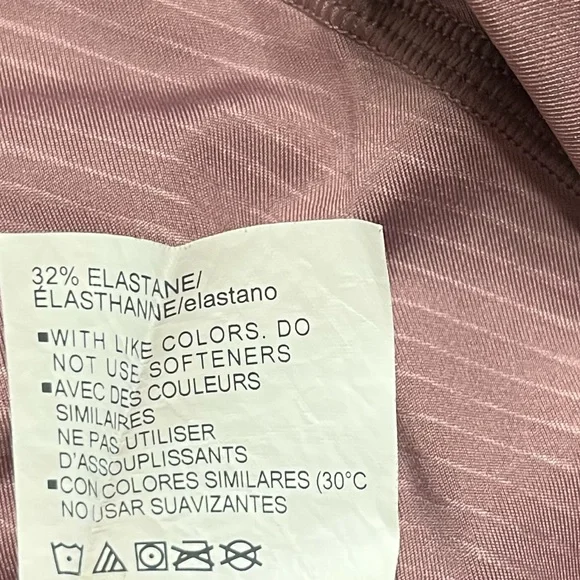 32% ELASTANE/
ÉLASTHANNE/elastano
▪WITH LIKE COLORS. DO
NOT USE SOFTENERS
▪AVEC DES COULEURS
SIMILAIRES
NE PAS UTILISER
D'ASSOUPLISSANTS
▪CON COLORES SIMILARES (30°C
NO USAR SUAVIZANTES